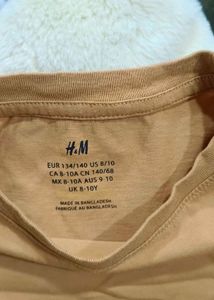 H&M
EUR 134/140 US 8/10
CA 8-10A CN 140/68
MX 8-10A AUS 9-10
UK 8-10Y
MADE IN BANGLADESH
FABRIQUÉ AU BANGLADESH